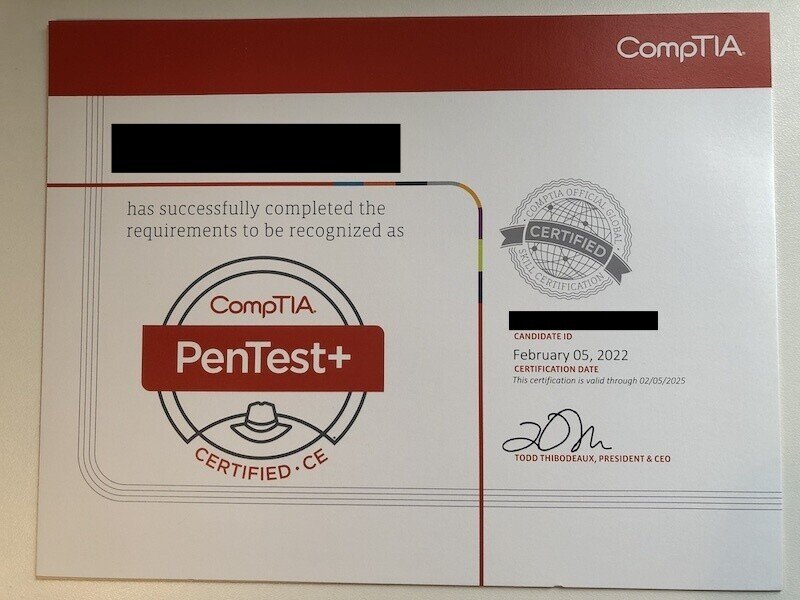 CompTIA.
has successfully completed the
requirements to be recognized as
CompTIA.
PenTest+
CERTIFIED • CE
COMPTIA OFFICIAL GLOBAL
CERTIFIED
SKILL CERTIFICATION
CANDIDATE ID
February 05, 2022
CERTIFICATION DATE
This certification is valid through 02/05/2025
TODD THIBODEAUX, PRESIDENT & CEO